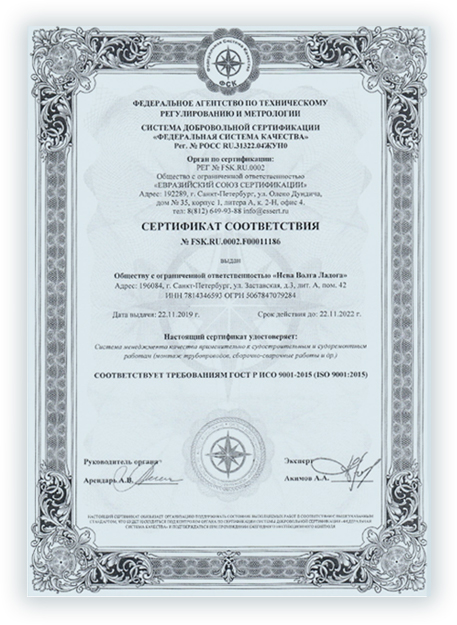 Федеральная Система Качества
ФСК
ФЕДЕРАЛЬНОЕ АГЕНТСТВО ПО ТЕХНИЧЕСКОМУ
РЕГУЛИРОВАНИЮ И МЕТРОЛОГИИ
СИСТЕМА ДОБРОВОЛЬНОЙ СЕРТИФИКАЦИИ
«ФЕДЕРАЛЬНАЯ СИСТЕМА КАЧЕСТВА»
Рег. № РОСС RU.31322.04ЖУП0
Орган по сертификации:
РЕГ № FSK.RU.0002
Общество с ограниченной ответственностью
«ЕВРАЗИЙСКИЙ СОЮЗ СЕРТИФИКАЦИИ»
Адрес: 192289, г. Санкт-Петербург, ул. Олеко Дундича,
дом № 35, корпус 1, литера А, к. 2-Н, офис 4.
тел: 8(812) 649-93-88 info@essert.ru
СЕРТИФИКАТ СООТВЕТСТВИЯ
№ FSK.RU.0002.F00011186
выдан
Обществу с ограниченной ответственностью «Нева Волга Ладога»
Адрес: 196084, г. Санкт-Петербург, ул. Заставская, д.3, лит. А, пом. 42
ИНН 7814346593 ОГРН 5067847079284
Дата выдачи: 22.11.2019 г. Срок действия до: 22.11.2022 г.
Настоящий сертификат удостоверяет:
Система менеджмента качества применительно к судостроительным и судоремонтным
работам (монтаж трубопроводов, сборочно-сварочные работы и др.)
СООТВЕТСТВУЕТ ТРЕБОВАНИЯМ ГОСТ Р ИСО 9001-2015 (ISO 9001:2015)
Руководитель органа Эксперт
Арендарь А.В. Акимов А.А.